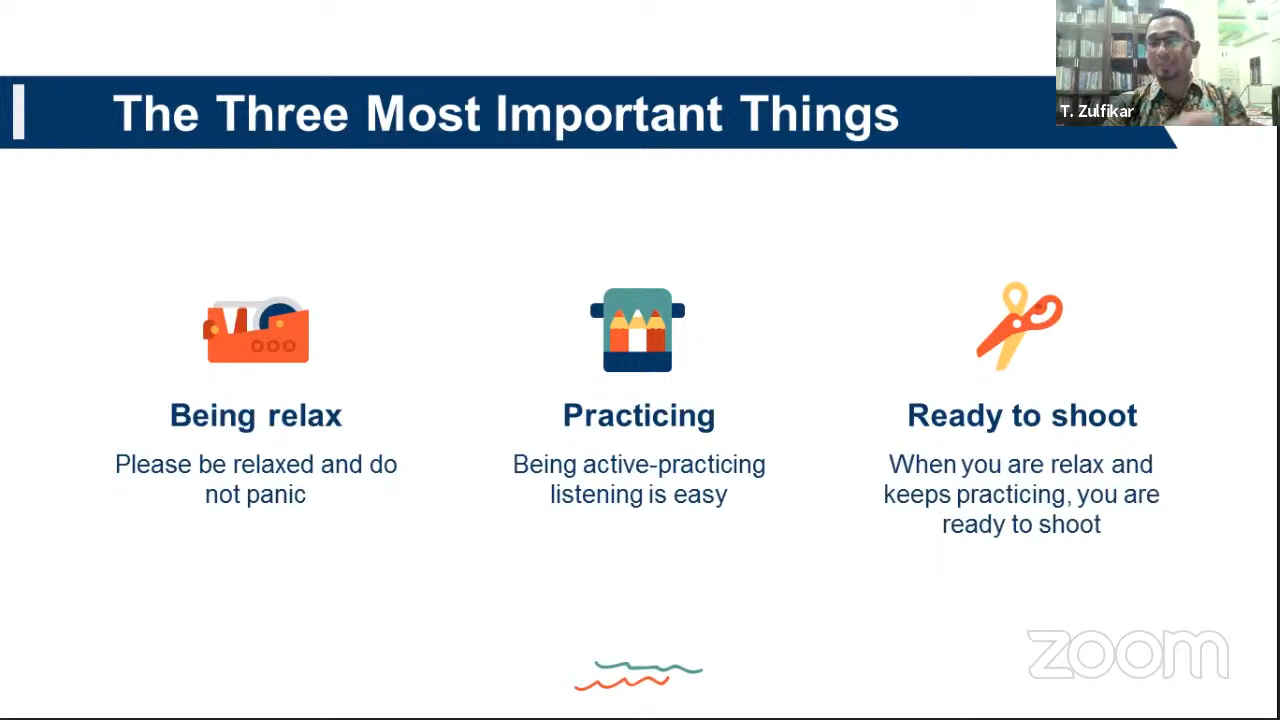 The Three Most Important Things
T. Zulfikar
Being relax
Please be relaxed and do
not panic
Practicing
Being active-practicing
listening is easy
Ready to shoot
When you are relax and
keeps practicing, you are
ready to shoot
zoom